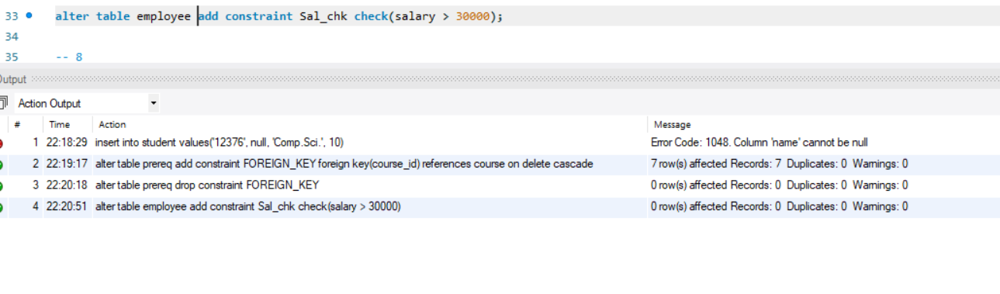 33 alter table employee add constraint Sal_chk check(salary > 30000);
34
35 -- 8
Output
Action Output
# Time Action Message
1 22:18:29 insert into student values('12376', null, 'Comp.Sci.', 10) Error Code: 1048. Column 'name' cannot be null
2 22:19:17 alter table prereq add constraint FOREIGN_KEY foreign key(course_id) references course on delete cascade 7 row(s) affected Records: 7 Duplicates: 0 Warnings: 0
3 22:20:18 alter table prereq drop constraint FOREIGN_KEY 0 row(s) affected Records: 0 Duplicates: 0 Warnings: 0
4 22:20:51 alter table employee add constraint Sal_chk check(salary > 30000) 0 row(s) affected Records: 0 Duplicates: 0 Warnings: 0